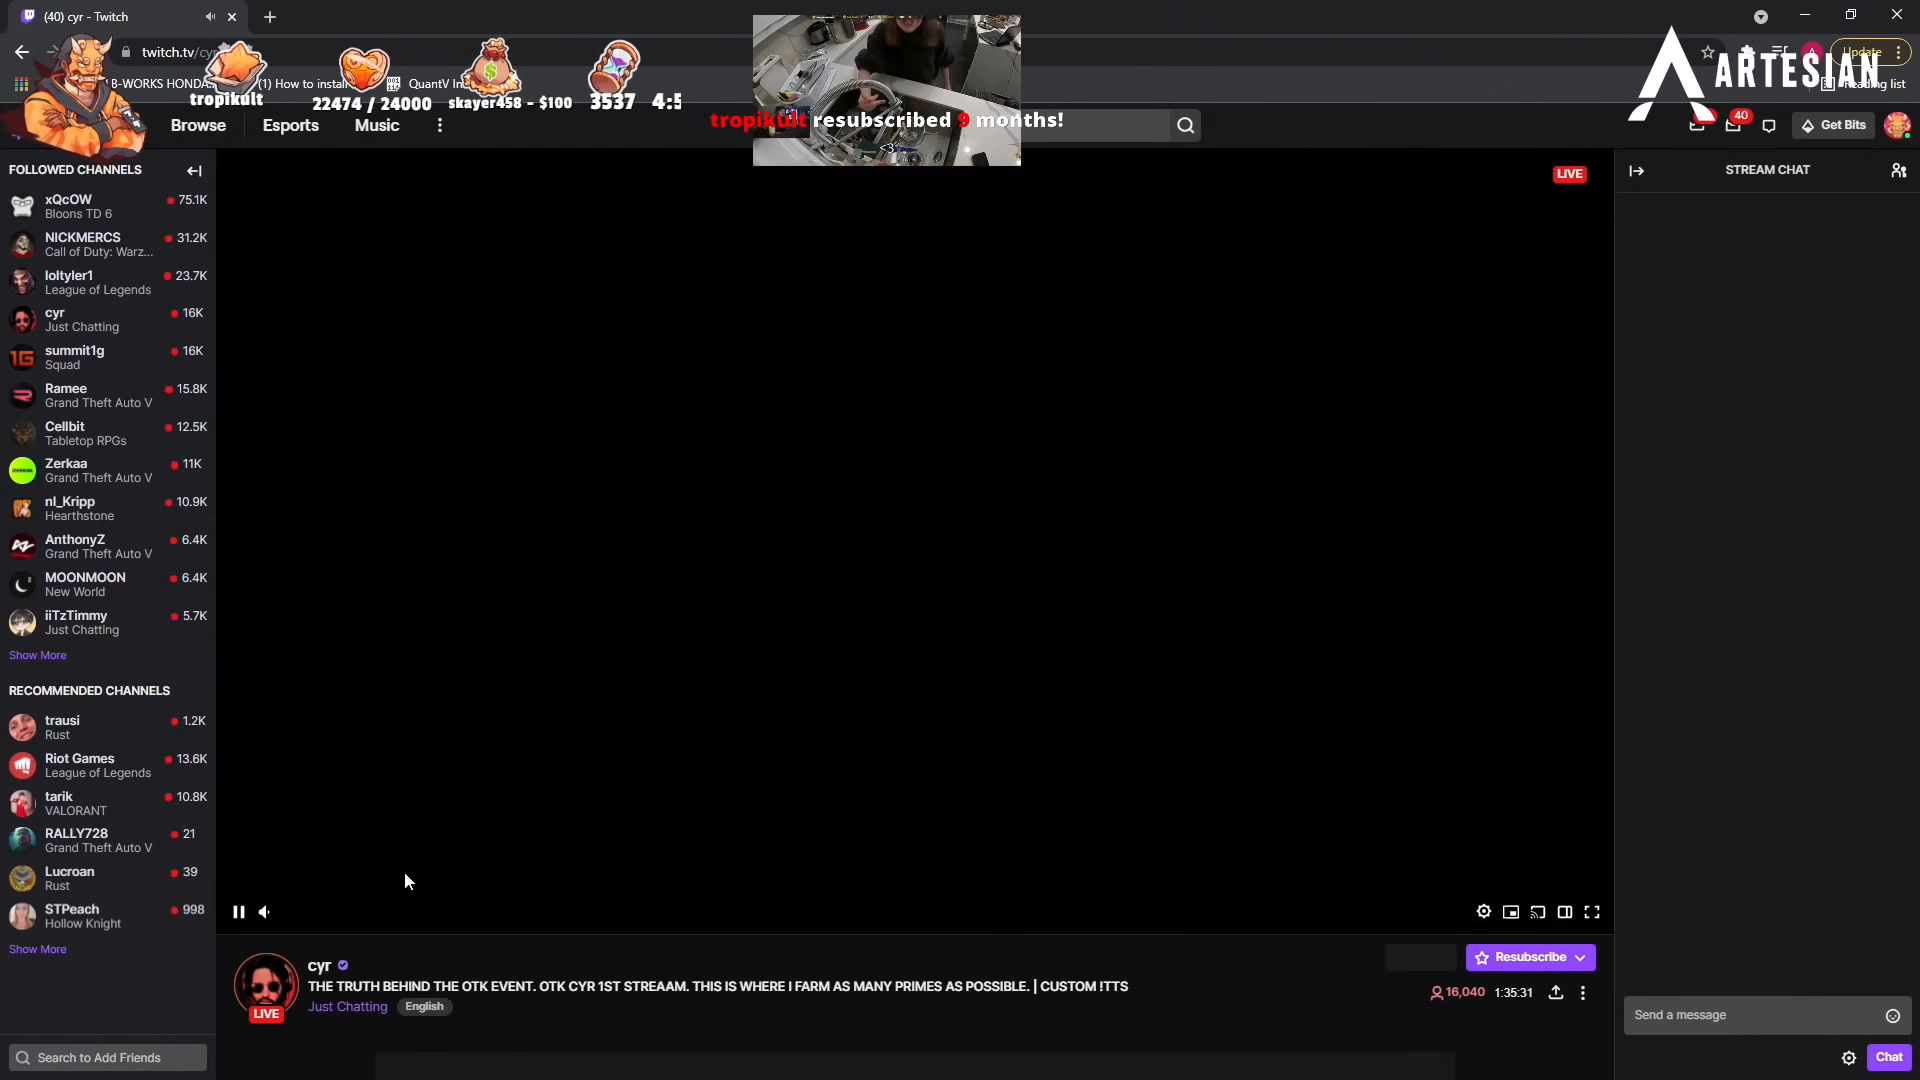 (40) cyr - Twitch
twitch.tv/cyr
Update
B-WORKS HONDA
(1) How to instal
QuantV In
Reading list
tropikult
22474 / 24000
skayer458 - $100
3537
ARTESIAN
tropikult resubscribed 9 months!
<3
Browse
Esports
Music
40
Get Bits
FOLLOWED CHANNELS
xQcOW
75.1K
Bloons TD 6
NICKMERCS
31.2K
Call of Duty: Warz...
loltyler1
23.7K
League of Legends
cyr
16K
Just Chatting
summit1g
16K
Squad
Ramee
15.8K
Grand Theft Auto V
Cellbit
12.5K
Tabletop RPGs
Zerkaa
11K
Grand Theft Auto V
nl_Kripp
10.9K
Hearthstone
AnthonyZ
6.4K
Grand Theft Auto V
MOONMOON
6.4K
New World
iiTzTimmy
5.7K
Just Chatting
Show More
RECOMMENDED CHANNELS
trausi
1.2K
Rust
Riot Games
13.6K
League of Legends
tarik
10.8K
VALORANT
RALLY728
21
Grand Theft Auto V
Lucroan
39
Rust
STPeach
998
Hollow Knight
Show More
Search to Add Friends
LIVE
cyr
THE TRUTH BEHIND THE OTK EVENT. OTK CYR 1ST STREAAM. THIS IS WHERE I FARM AS MANY PRIMES AS POSSIBLE. | CUSTOM !TTS
Just Chatting
English
LIVE
Resubscribe
16,040
1:35:31
STREAM CHAT
Send a message
Chat